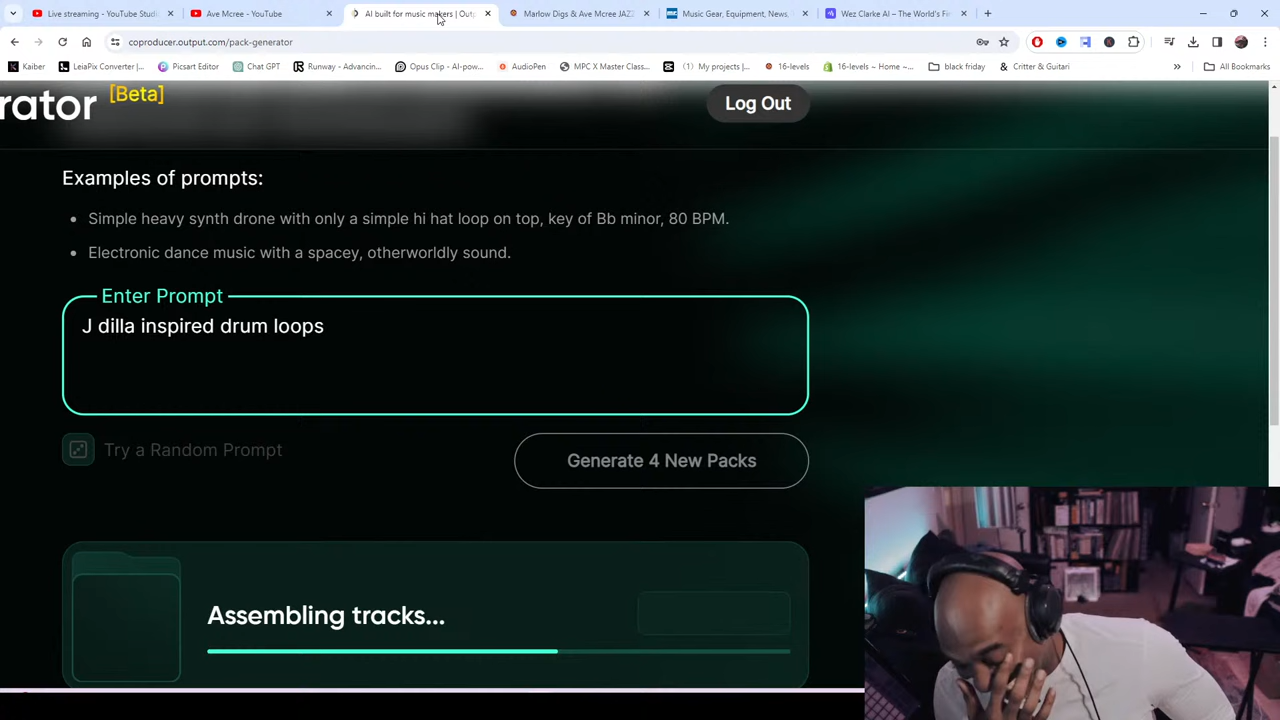 Live streaming - YouTube Studi
Ave Mcree - YouTube
AI built for music makers | Out
Marlow Digs & Ave Mcree JAZ
Music Gear, Equipment, News,
Wez Clarke AI – The World's Fi
coproducer.output.com/pack-generator
Kaiber
LeiaPix Converter |...
Picsart Editor
Chat GPT
Runway - Advancin...
Opus Clip - AI-pow...
AudioPen
MPC X Master Class...
（1）My projects |...
16-levels
16-levels ~ Home ~...
black friday
Critter & Guitari
All Bookmarks
rator [Beta]
Log Out
Examples of prompts:
• Simple heavy synth drone with only a simple hi hat loop on top, key of Bb minor, 80 BPM.
• Electronic dance music with a spacey, otherworldly sound.
Enter Prompt
J dilla inspired drum loops
Try a Random Prompt
Generate 4 New Packs
Assembling tracks...